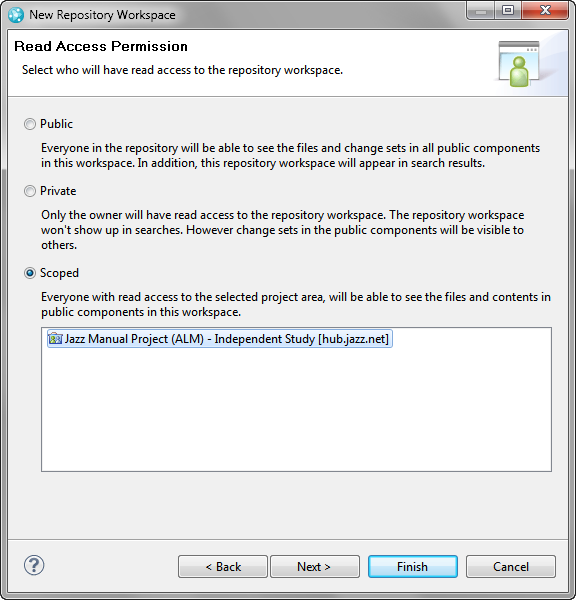 New Repository Workspace
Read Access Permission
Select who will have read access to the repository workspace.
Public
Everyone in the repository will be able to see the files and change sets in all public components
in this workspace. In addition, this repository workspace will appear in search results.
Private
Only the owner will have read access to the repository workspace. The repository workspace
won't show up in searches. However change sets in the public components will be visible to
others.
Scoped
Everyone with read access to the selected project area, will be able to see the files and contents in
public components in this workspace.
Jazz Manual Project (ALM) - Independent Study [hub.jazz.net]
?
< Back
Next >
Finish
Cancel